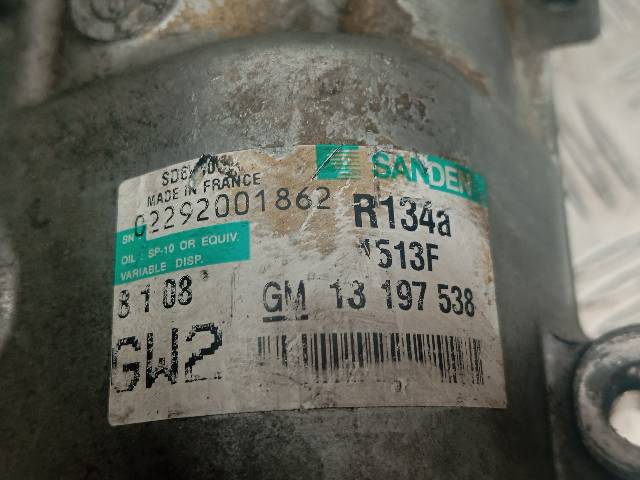 SANDEN
MADE IN FRANCE
SN 02292001862
R134a
OIL : SP-10 OR EQUIV.
VARIABLE DISP.
1513F
8 1 08
GM 13 197 538
GW2